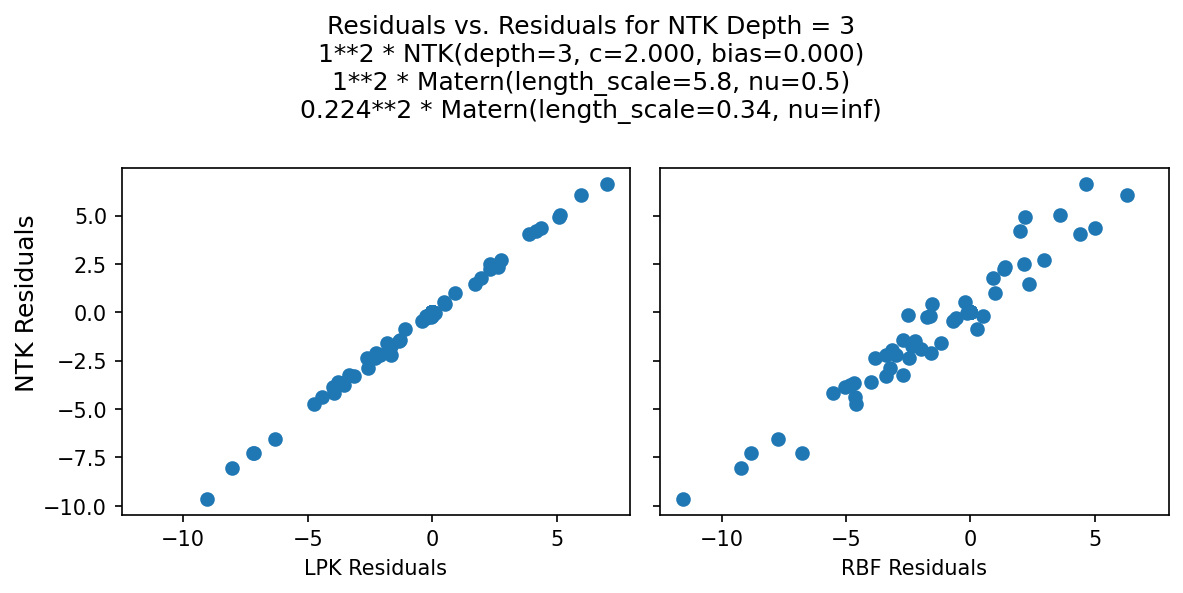 Residuals vs. Residuals for NTK Depth = 3
1**2 * NTK(depth=3, c=2.000, bias=0.000)
1**2 * Matern(length_scale=5.8, nu=0.5)
0.224**2 * Matern(length_scale=0.34, nu=inf)
NTK Residuals
5.0
2.5
0.0
−2.5
−5.0
−7.5
−10.0
−10 −5 0 5
LPK Residuals
−10 −5 0 5
RBF Residuals